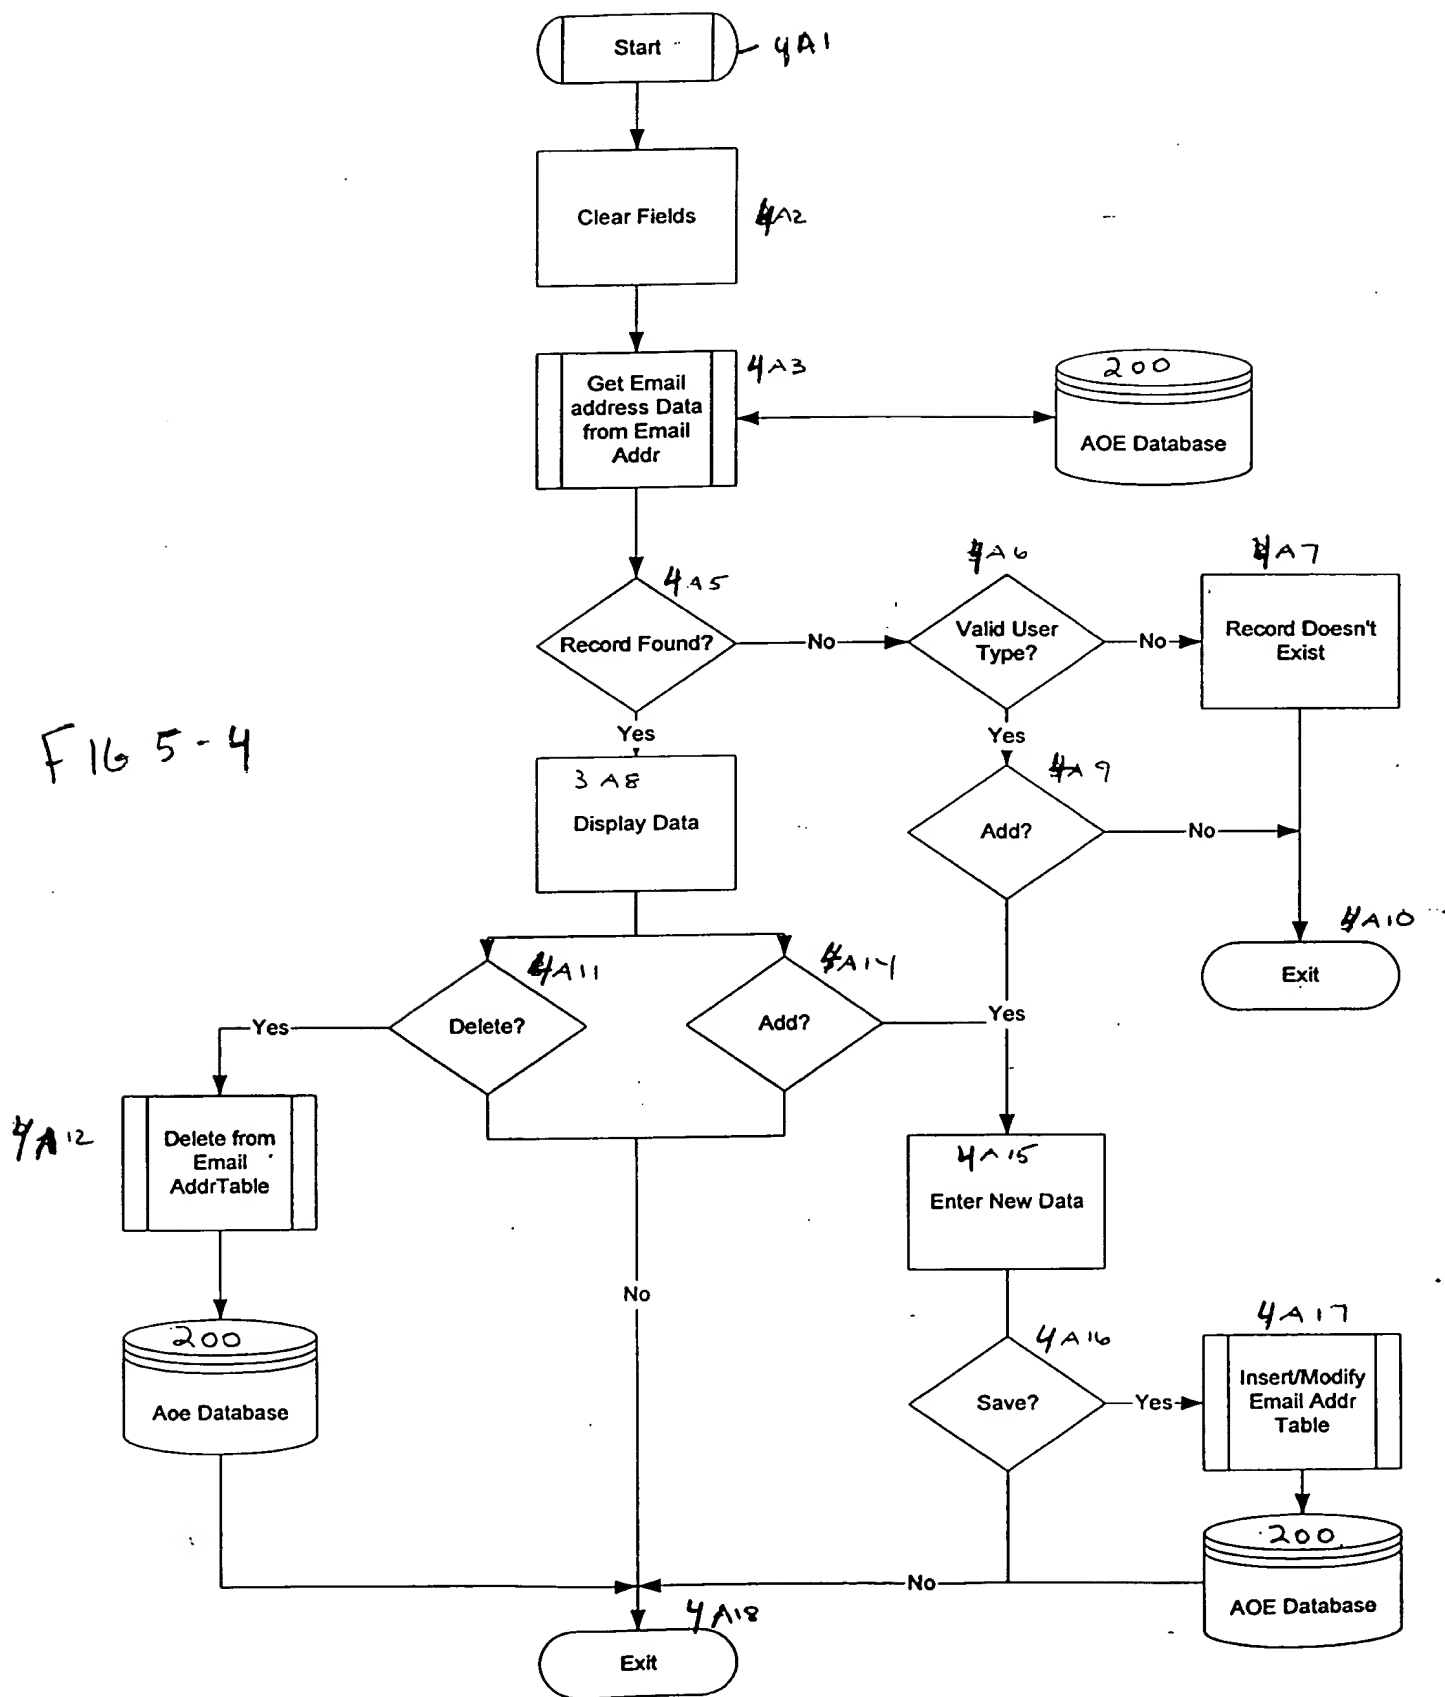 Start
4A1
Clear Fields
4A2
Get Email
address Data
from Email
Addr
4A3
200
AOE Database
4A5
Record Found?
No
4A6
Valid User
Type?
No
4A7
Record Doesn't
Exist
FIG 5-4
Yes
Yes
3A8
Display Data
4A9
Add?
No
4A10
Exit
4A11
Delete?
Yes
4A14
Add?
Yes
4A12
Delete from
Email
AddrTable
4A15
Enter New Data
No
200
Aoe Database
4A16
Save?
Yes
4A17
Insert/Modify
Email Addr
Table
200
AOE Database
No
4A18
Exit